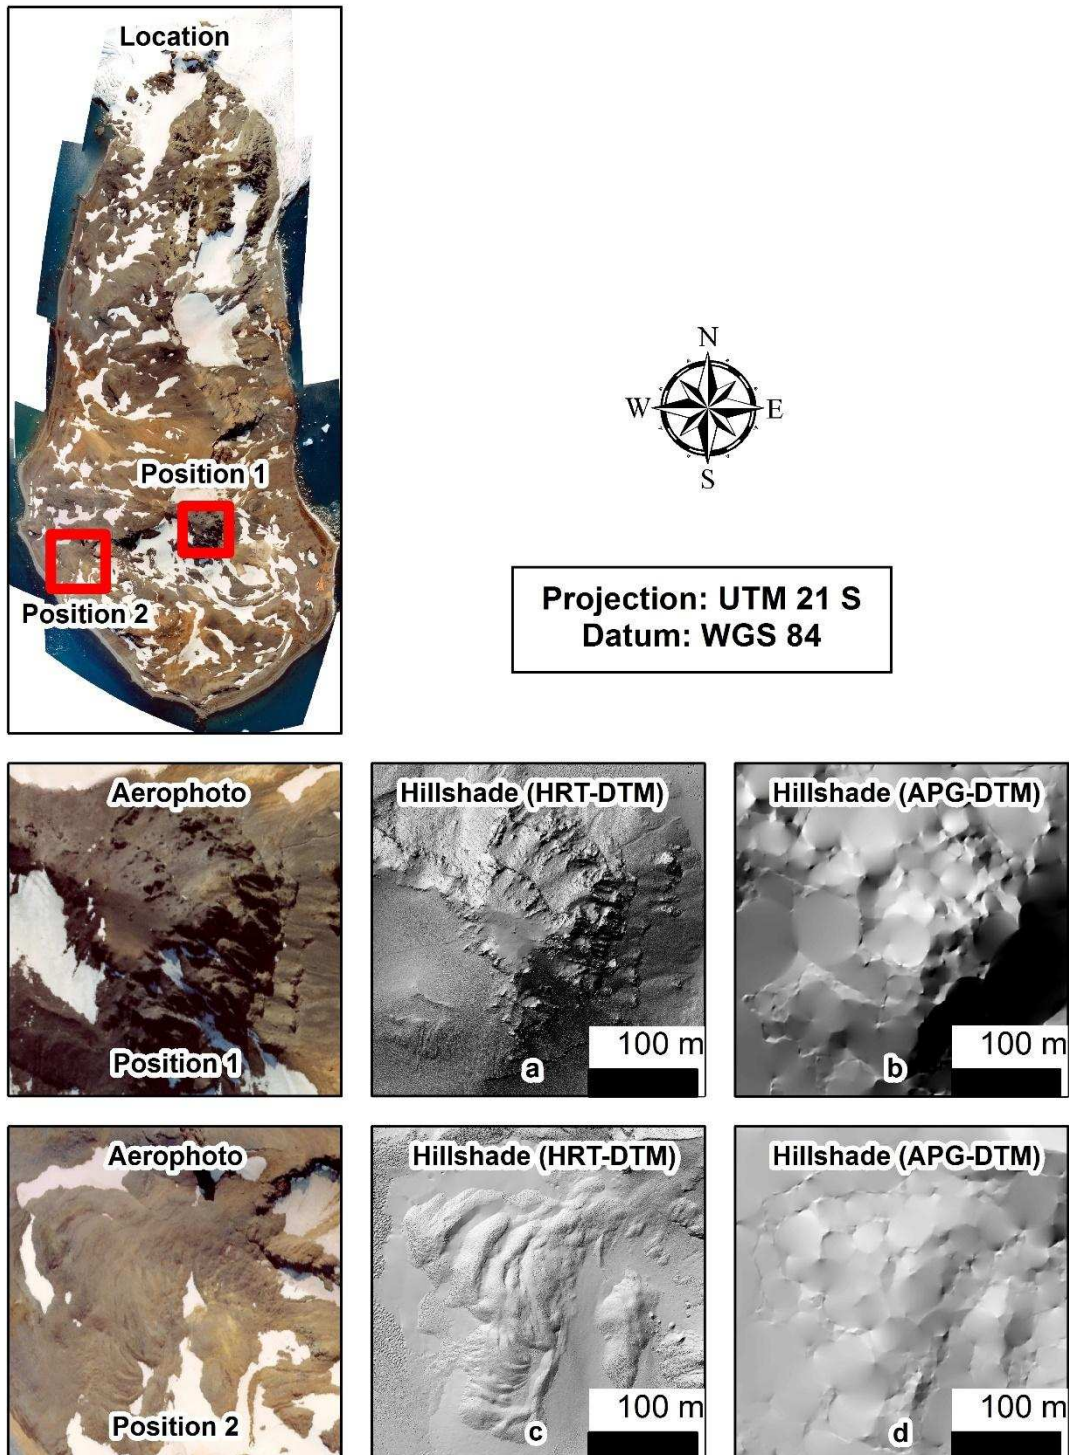 Location
Position 1
Position 2
N
W E
S
Projection: UTM 21 S
Datum: WGS 84
Aerophoto
Position 1
Hillshade (HRT-DTM)
100 m
a
Hillshade (APG-DTM)
100 m
b
Aerophoto
Position 2
Hillshade (HRT-DTM)
100 m
c
Hillshade (APG-DTM)
100 m
d